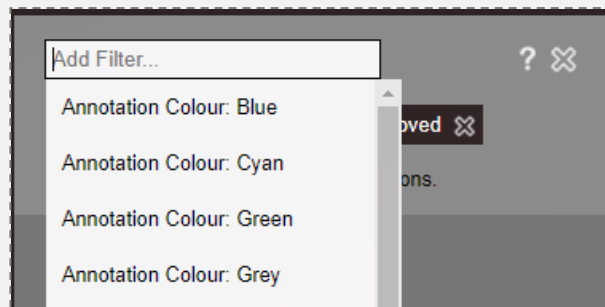 Add Filter...
?
Annotation Colour: Blue
oved
Annotation Colour: Cyan
ons.
Annotation Colour: Green
Annotation Colour: Grey